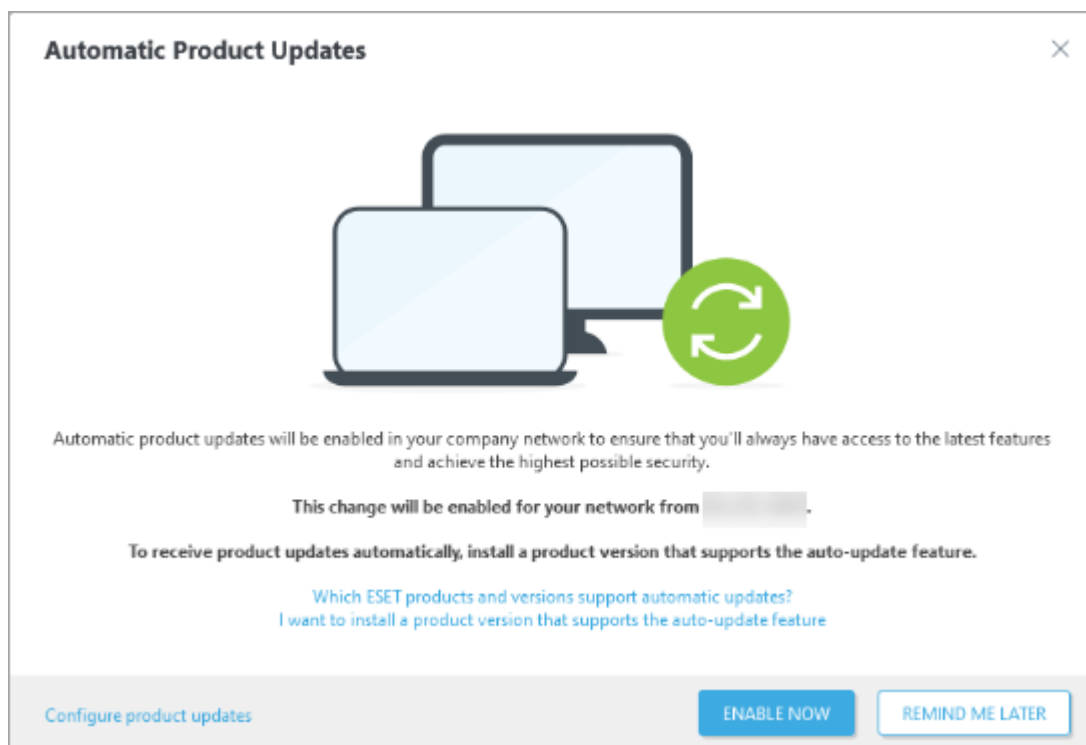 Automatic Product Updates
Automatic product updates will be enabled in your company network to ensure that you'll always have access to the latest features
and achieve the highest possible security.
This change will be enabled for your network from .
To receive product updates automatically, install a product version that supports the auto-update feature.
Which ESET products and versions support automatic updates?
I want to install a product version that supports the auto-update feature
Configure product updates
ENABLE NOW
REMIND ME LATER